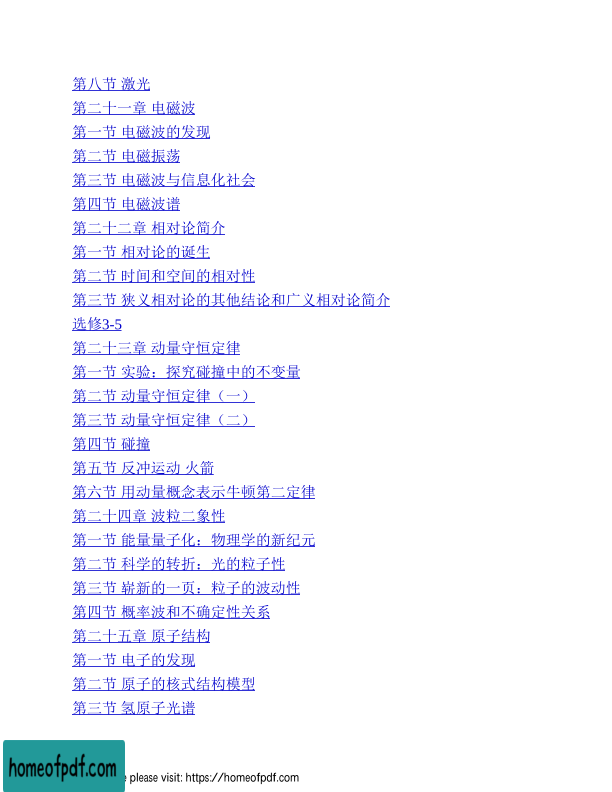 第八节 激光
第二十一章 电磁波
第一节 电磁波的发现
第二节 电磁振荡
第三节 电磁波与信息化社会
第四节 电磁波谱
第二十二章 相对论简介
第一节 相对论的诞生
第二节 时间和空间的相对性
第三节 狭义相对论的其他结论和广义相对论简介
选修3-5
第二十三章 动量守恒定律
第一节 实验：探究碰撞中的不变量
第二节 动量守恒定律（一）
第三节 动量守恒定律（二）
第四节 碰撞
第五节 反冲运动 火箭
第六节 用动量概念表示牛顿第二定律
第二十四章 波粒二象性
第一节 能量量子化：物理学的新纪元
第二节 科学的转折：光的粒子性
第三节 崭新的一页：粒子的波动性
第四节 概率波和不确定性关系
第二十五章 原子结构
第一节 电子的发现
第二节 原子的核式结构模型
第三节 氢原子光谱
homeofpdf.com
please visit: https://homeofpdf.com